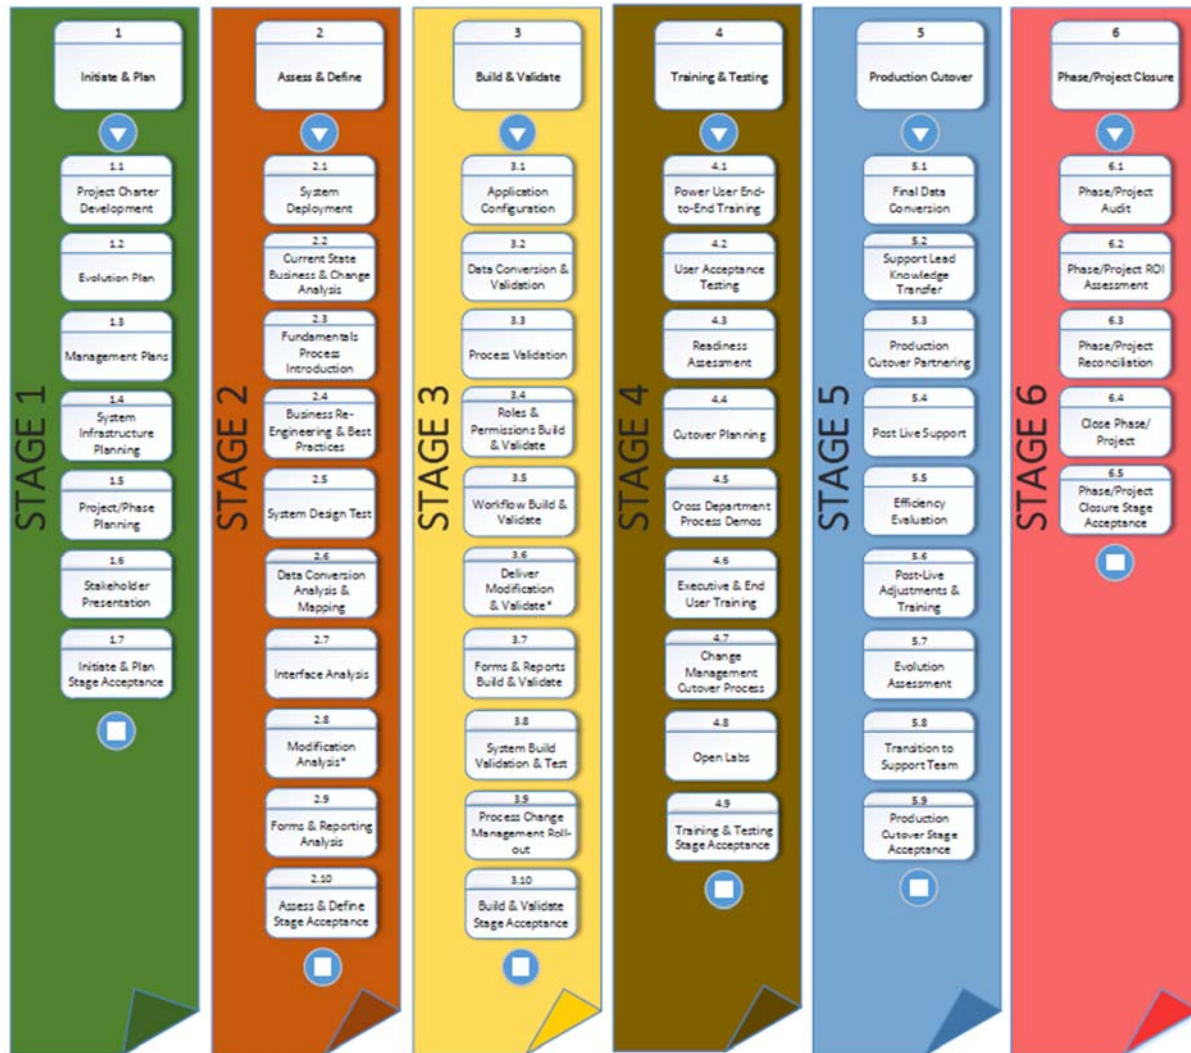 STAGE 1
1
Initiate & Plan
1.1
Project Charter
Development
1.2
Evolution Plan
1.3
Management Plans
1.4
System
Infrastructure
Planning
1.5
Project/Phase
Planning
1.6
Stakeholder
Presentation
1.7
Initiate & Plan
Stage Acceptance
STAGE 2
2
Assess & Define
2.1
System
Deployment
2.2
Current State
Business & Change
Analysis
2.3
Fundamentals
Process
Introduction
2.4
Business Re-
Engineering & Best
Practices
2.5
System Design Test
2.6
Data Conversion
Analysis &
Mapping
2.7
Interface Analysis
2.8
Modification
Analysis*
2.9
Forms & Reporting
Analysis
2.10
Assess & Define
Stage Acceptance
STAGE 3
3
Build & Validate
3.1
Application
Configuration
3.2
Data Conversion &
Validation
3.3
Process Validation
3.4
Roles &
Permissions Build
& Validate
3.5
Workflow Build &
Validate
3.6
Deliver
Modification
& Validate*
3.7
Forms & Reports
Build & Validate
3.8
System Build
Validation & Test
3.9
Process Change
Management Roll-
out
3.10
Build & Validate
Stage Acceptance
STAGE 4
4
Training & Testing
4.1
Power User End-
to-End Training
4.2
User Acceptance
Testing
4.3
Readiness
Assessment
4.4
Cutover Planning
4.5
Cross Department
Process Demos
4.6
Executive & End
User Training
4.7
Change
Management
Cutover Process
4.8
Open Labs
4.9
Training & Testing
Stage Acceptance
STAGE 5
5
Production Cutover
5.1
Final Data
Conversion
5.2
Support Lead
Knowledge
Transfer
5.3
Production
Cutover Partnering
5.4
Post Live Support
5.5
Efficiency
Evaluation
5.6
Post-Live
Adjustments &
Training
5.7
Evolution
Assessment
5.8
Transition to
Support Team
5.9
Production
Cutover Stage
Acceptance
STAGE 6
6
Phase/Project Closure
6.1
Phase/Project
Audit
6.2
Phase/Project ROI
Assessment
6.3
Phase/Project
Reconciliation
6.4
Close Phase/
Project
6.5
Phase/Project
Closure Stage
Acceptance